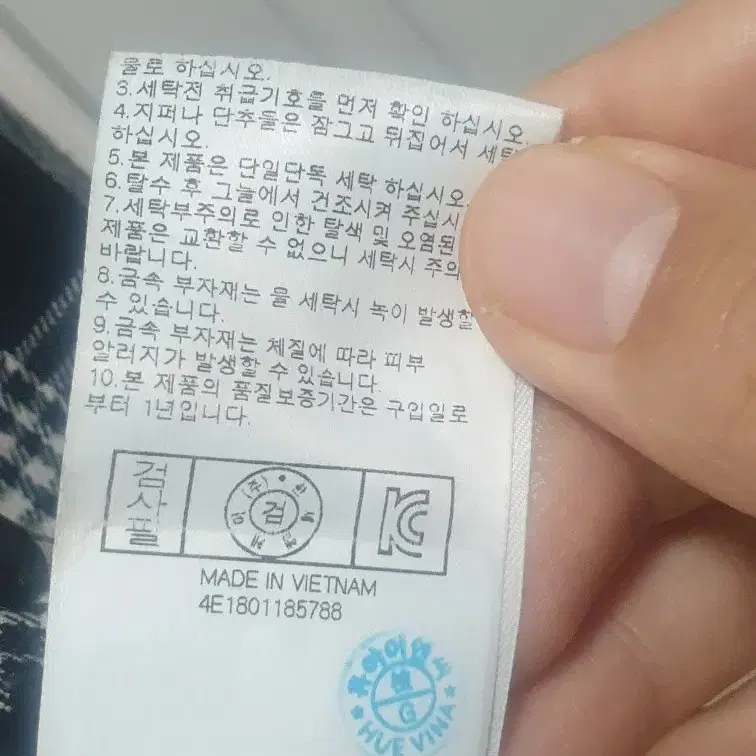 물로 하십시오.
3.세탁전 취급기호를 먼저 확인 하십시오.
4.지퍼나 단추들은 잠그고 뒤집어서 세탁
하십시오.
5.본 제품은 단일단독 세탁 하십시오.
6.탈수 후 그늘에서 건조시켜 주십시
7.세탁부주의로 인한 탈색 및 오염된
제품은 교환할 수 없으니 세탁시 주의
바랍니다.
8.금속 부자재는 물 세탁시 녹이 발생할
수 있습니다.
9.금속 부자재는 체질에 따라 피부
알러지가 발생할 수 있습니다.
10.본 제품의 품질보증기간은 구입일로
부터 1년입니다.
검사필
(주)
검
KC
MADE IN VIETNAM
4E1801185788
G
HUE VINA